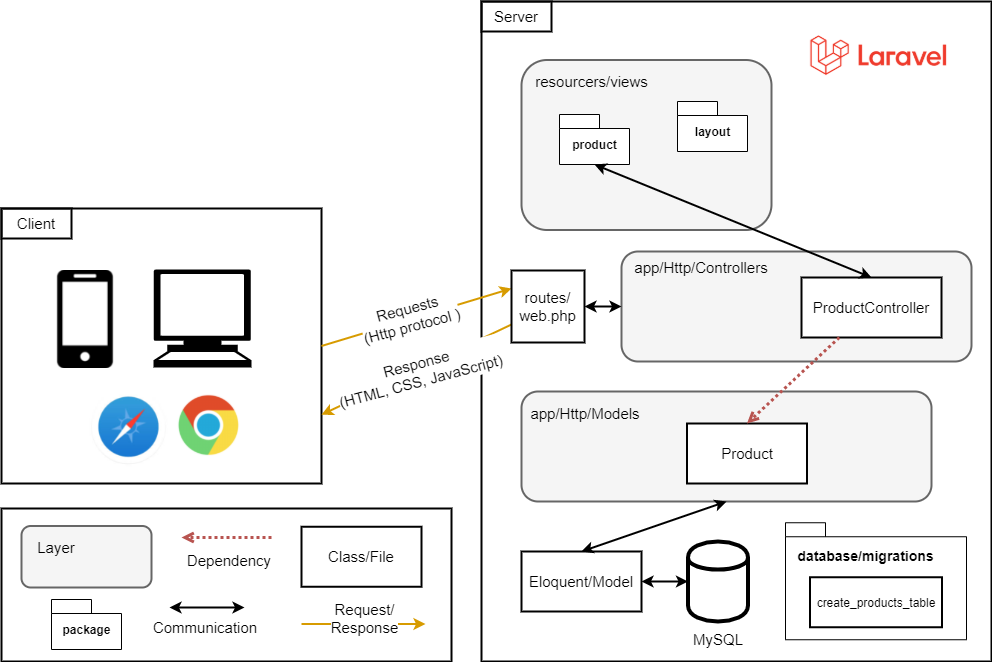 Server
Laravel
resourcers/views
product
layout
Client
app/Http/Controllers
ProductController
routes/
web.php
Requests
(Http protocol )
Response
(HTML, CSS, JavaScript)
app/Http/Models
Product
Eloquent/Model
MySQL
database/migrations
create_products_table
Layer
Dependency
Class/File
package
Communication
Request/
Response